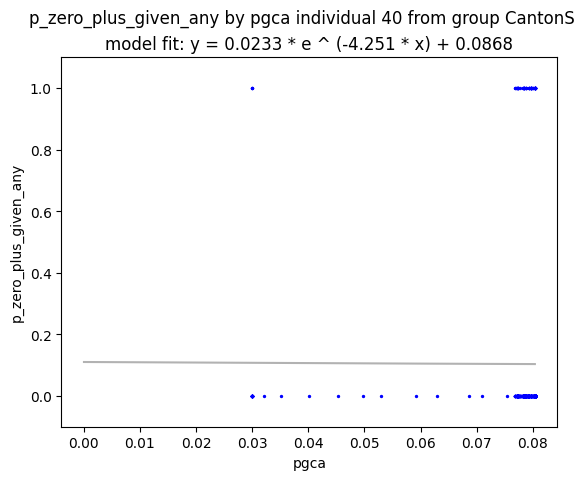 p_zero_plus_given_any by pgca individual 40 from group CantonS
model fit: y = 0.0233 * e ^ (-4.251 * x) + 0.0868
1.0
0.8
0.6
0.4
0.2
0.0
p_zero_plus_given_any
0.00 0.01 0.02 0.03 0.04 0.05 0.06 0.07 0.08
pgca